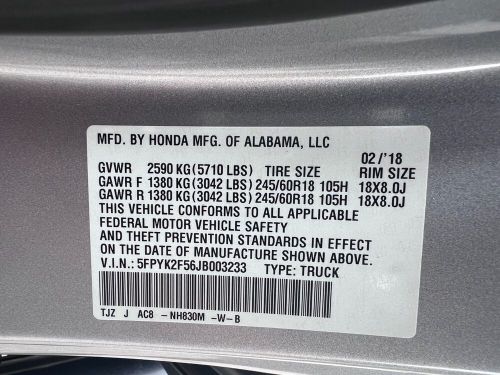 MFD. BY HONDA MFG. OF ALABAMA, LLC
02/'18
GVWR 2590 KG (5710 LBS) TIRE SIZE RIM SIZE
GAWR F 1380 KG (3042 LBS) 245/60R18 105H 18X8.0J
GAWR R 1380 KG (3042 LBS) 245/60R18 105H 18X8.0J
THIS VEHICLE CONFORMS TO ALL APPLICABLE
FEDERAL MOTOR VEHICLE SAFETY
AND THEFT PREVENTION STANDARDS IN EFFECT
ON THE DATE OF MANUFACTURE SHOWN ABOVE.
V.I.N.: 5FPYK2F56JB003233 TYPE: TRUCK
TJZ J AC8 -NH830M -W-B